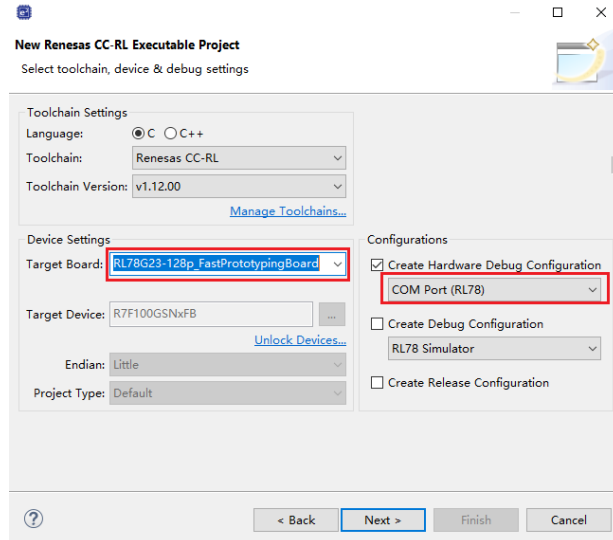 New Renesas CC-RL Executable Project
Select toolchain, device & debug settings
Toolchain Settings
Language: C C++
Toolchain: Renesas CC-RL
Toolchain Version: v1.12.00
Manage Toolchains...
Device Settings
Target Board: RL78G23-128p_FastPrototypingBoard
Target Device: R7F100GSNxFB ...
Unlock Devices...
Endian: Little
Project Type: Default
Configurations
Create Hardware Debug Configuration
COM Port (RL78)
Create Debug Configuration
RL78 Simulator
Create Release Configuration
? < Back Next > Finish Cancel